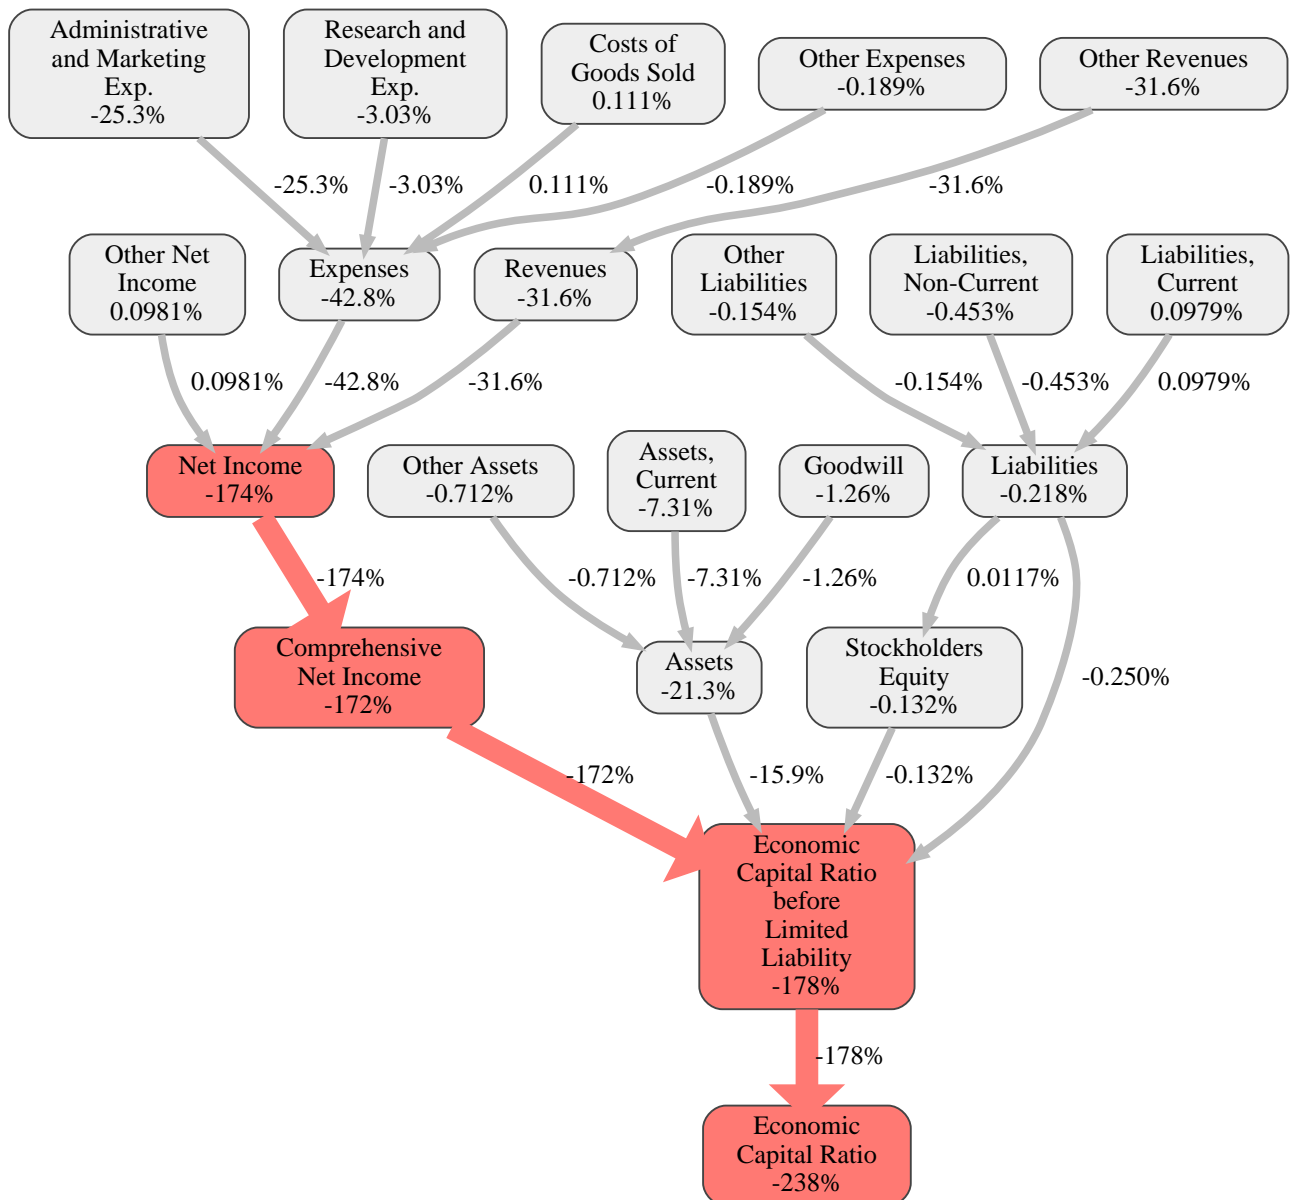 Administrative
and Marketing
Exp.
-25.3%
Research and
Development
Exp.
-3.03%
Costs of
Goods Sold
0.111%
Other Expenses
-0.189%
Other Revenues
-31.6%
-25.3%
-3.03%
0.111%
-0.189%
-31.6%
Other Net
Income
0.0981%
Expenses
-42.8%
Revenues
-31.6%
Other
Liabilities
-0.154%
Liabilities,
Non-Current
-0.453%
Liabilities,
Current
0.0979%
0.0981%
-42.8%
-31.6%
-0.154%
-0.453%
0.0979%
Net Income
-174%
Other Assets
-0.712%
Assets,
Current
-7.31%
Goodwill
-1.26%
Liabilities
-0.218%
-174%
-0.712%
-7.31%
-1.26%
0.0117%
-0.250%
Comprehensive
Net Income
-172%
Assets
-21.3%
Stockholders
Equity
-0.132%
-172%
-15.9%
-0.132%
Economic
Capital Ratio
before
Limited
Liability
-178%
-178%
Economic
Capital Ratio
-238%